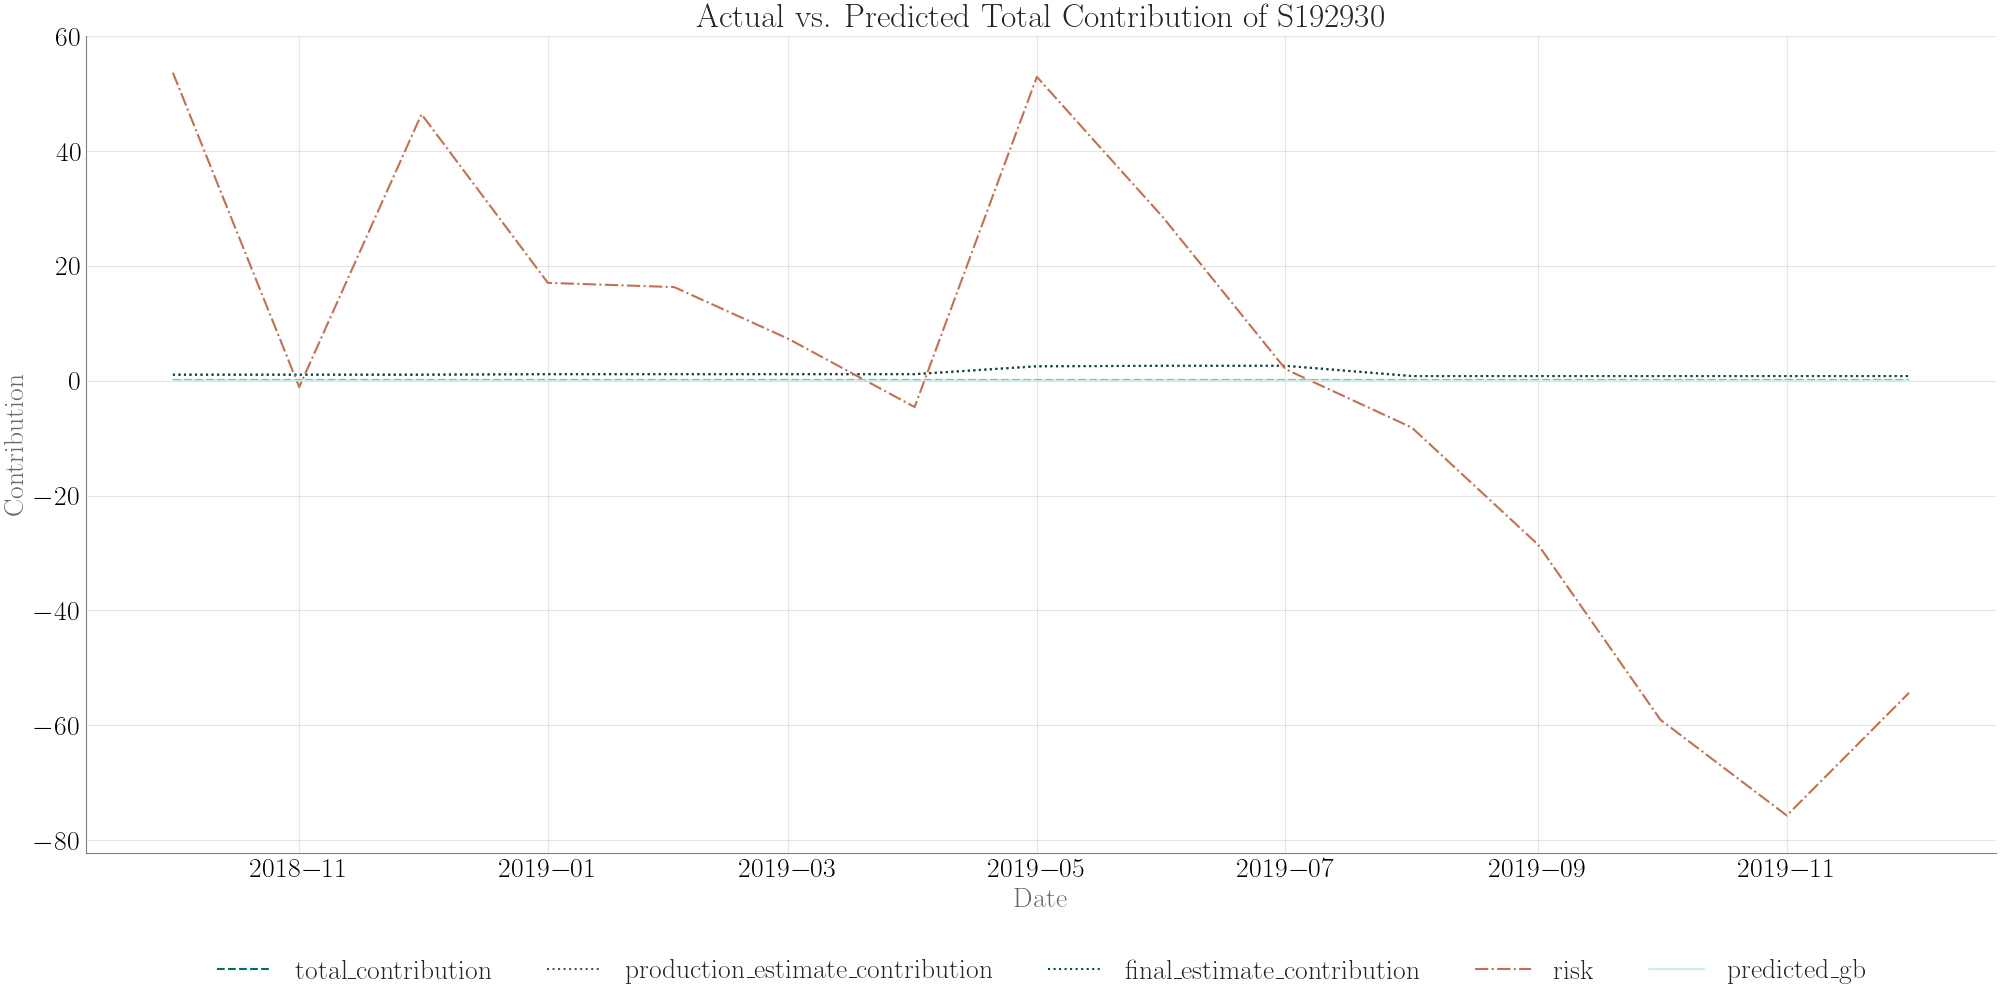 Actual vs. Predicted Total Contribution of S192930
60
40
20
0
−20
−40
−60
−80
Contribution
2018−11 2019−01 2019−03 2019−05 2019−07 2019−09 2019−11
Date
total_contribution production_estimate_contribution final_estimate_contribution risk predicted_gb